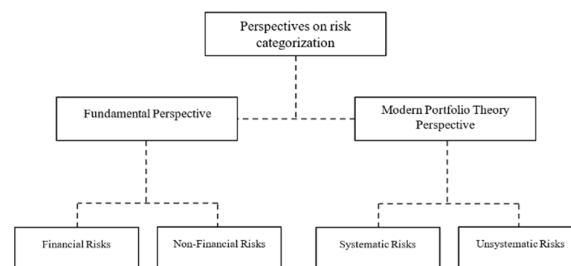 Perspectives on risk
categorization
Fundamental Perspective
Modern Portfolio Theory
Perspective
Financial Risks
Non-Financial Risks
Systematic Risks
Unsystematic Risks